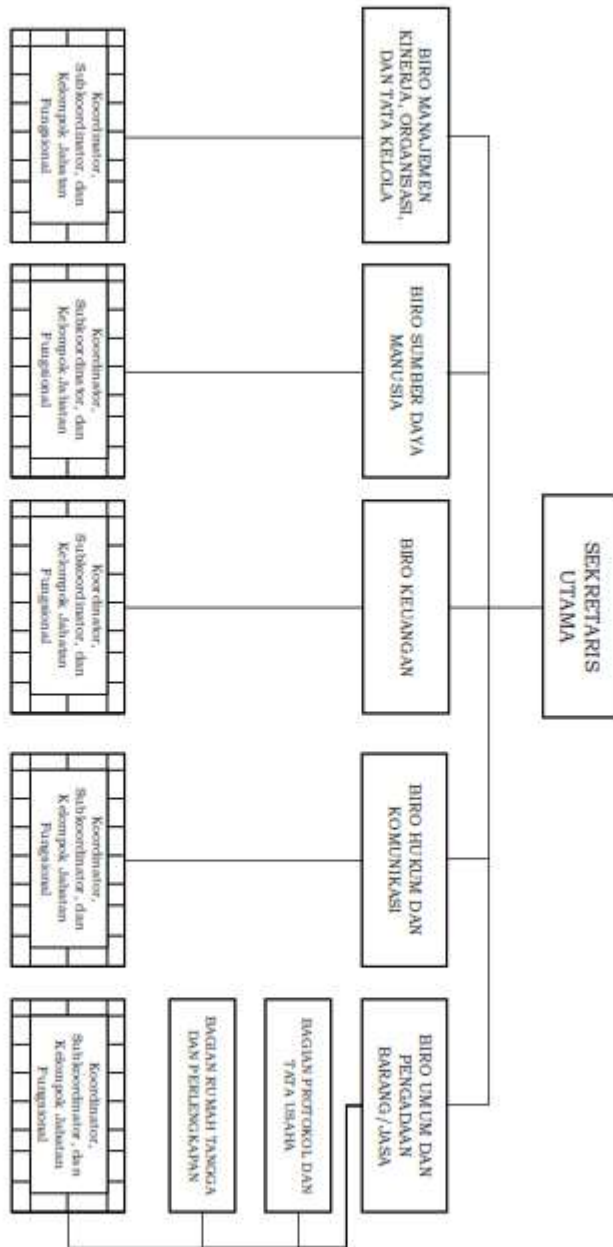 SEKRETARIS
UTAMA
BIRO MANAJEMEN
KINERJA, ORGANISASI,
DAN TATA KELOLA
BIRO SUMBER DAYA
MANUSIA
BIRO KEUANGAN
BIRO HUKUM DAN
KOMUNIKASI
BIRO UMUM DAN
PENGADAAN
BARANG/JASA
BAGIAN PROTOKOL DAN
TATA USAHA
BAGIAN RUMAH TANGGA
DAN PERLENGKAPAN
Koordinator,
Subkoordinator, dan
Kelompok Jabatan
Fungsional
Koordinator,
Subkoordinator, dan
Kelompok Jabatan
Fungsional
Koordinator,
Subkoordinator, dan
Kelompok Jabatan
Fungsional
Koordinator,
Subkoordinator, dan
Kelompok Jabatan
Fungsional
Koordinator,
Subkoordinator, dan
Kelompok Jabatan
Fungsional